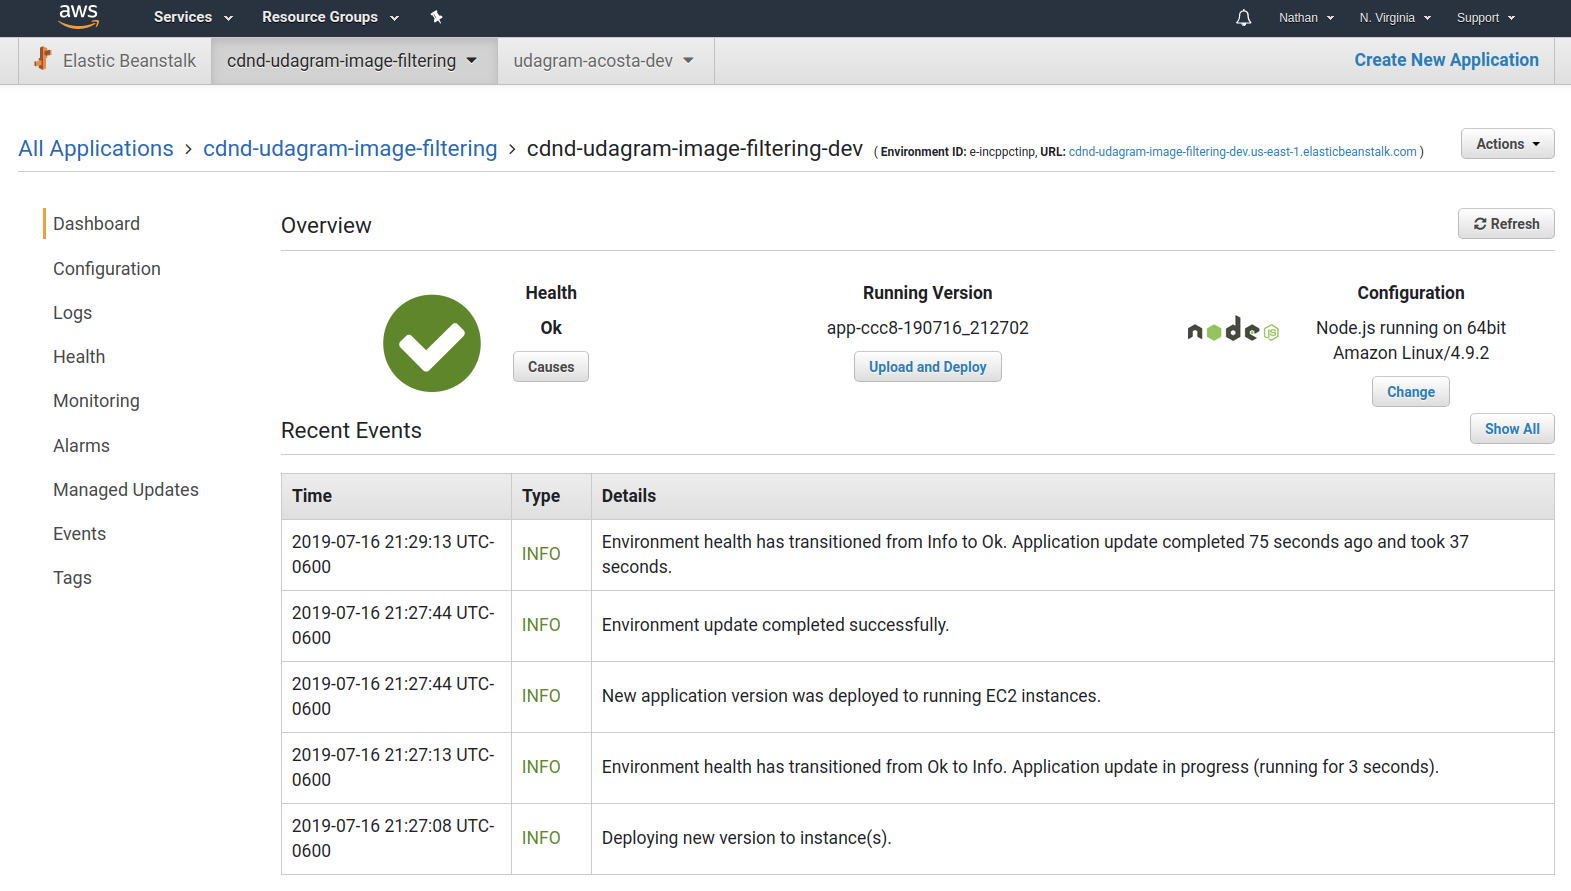 aws Services Resource Groups Nathan N. Virginia Support
Elastic Beanstalk cdnd-udagram-image-filtering udagram-acosta-dev Create New Application
All Applications › cdnd-udagram-image-filtering › cdnd-udagram-image-filtering-dev ( Environment ID: e-incppctinp, URL: cdnd-udagram-image-filtering-dev.us-east-1.elasticbeanstalk.com ) Actions
Dashboard
Configuration
Logs
Health
Monitoring
Alarms
Managed Updates
Events
Tags
Overview Refresh
Health
Ok
Causes
Running Version
app-ccc8-190716_212702
Upload and Deploy
node JS
Configuration
Node.js running on 64bit
Amazon Linux/4.9.2
Change
Recent Events Show All
Time Type Details
2019-07-16 21:29:13 UTC-
0600
INFO
Environment health has transitioned from Info to Ok. Application update completed 75 seconds ago and took 37
seconds.
2019-07-16 21:27:44 UTC-
0600
INFO
Environment update completed successfully.
2019-07-16 21:27:44 UTC-
0600
INFO
New application version was deployed to running EC2 instances.
2019-07-16 21:27:13 UTC-
0600
INFO
Environment health has transitioned from Ok to Info. Application update in progress (running for 3 seconds).
2019-07-16 21:27:08 UTC-
0600
INFO
Deploying new version to instance(s).